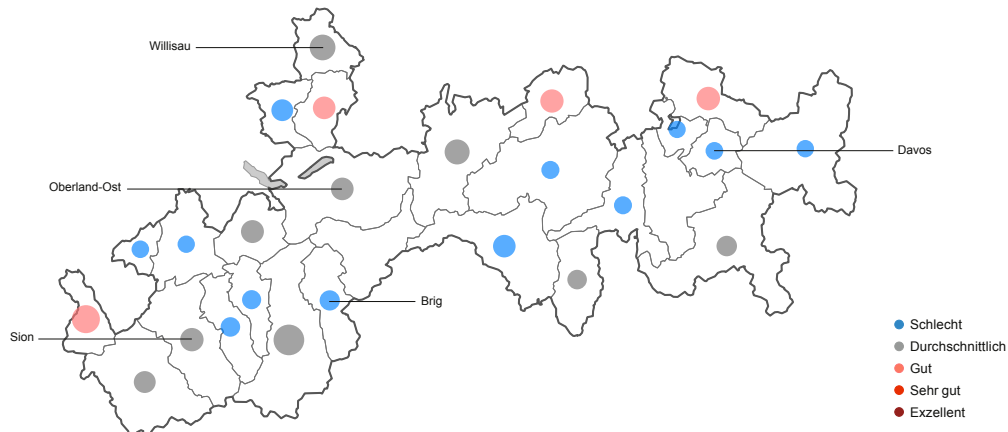 Willisau
Davos
Oberland-Ost
Brig
Sion
Schlecht
Durchschnittlich
Gut
Sehr gut
Exzellent